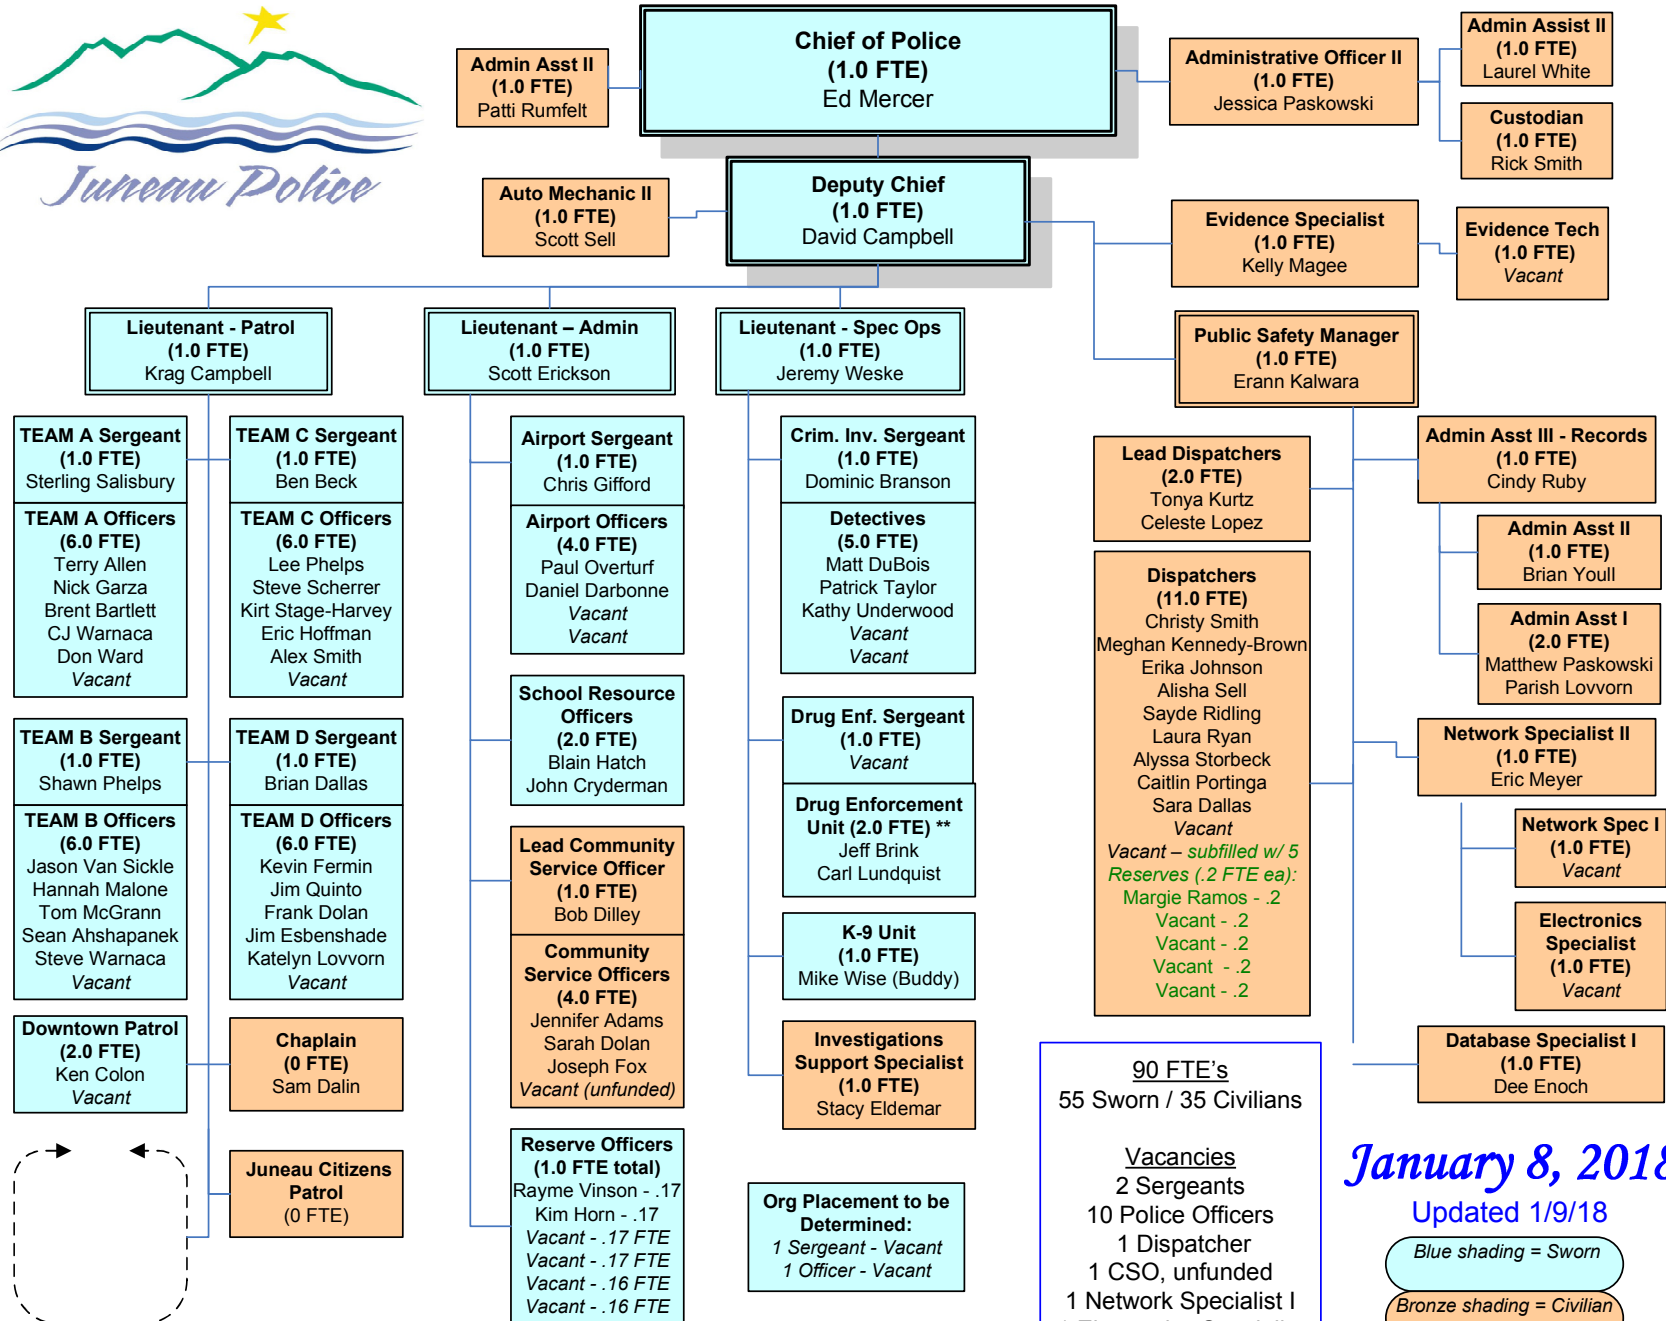 Juneau Police
Chief of Police
(1.0 FTE)
Ed Mercer
Admin Asst II
(1.0 FTE)
Patti Rumfelt
Administrative Officer II
(1.0 FTE)
Jessica Paskowski
Admin Assist II
(1.0 FTE)
Laurel White
Custodian
(1.0 FTE)
Rick Smith
Deputy Chief
(1.0 FTE)
David Campbell
Auto Mechanic II
(1.0 FTE)
Scott Sell
Evidence Specialist
(1.0 FTE)
Kelly Magee
Evidence Tech
(1.0 FTE)
Vacant
Public Safety Manager
(1.0 FTE)
Erann Kalwara
Lieutenant - Patrol
(1.0 FTE)
Krag Campbell
Lieutenant – Admin
(1.0 FTE)
Scott Erickson
Lieutenant - Spec Ops
(1.0 FTE)
Jeremy Weske
TEAM A Sergeant
(1.0 FTE)
Sterling Salisbury
TEAM A Officers
(6.0 FTE)
Terry Allen
Nick Garza
Brent Bartlett
CJ Warnaca
Don Ward
Vacant
TEAM C Sergeant
(1.0 FTE)
Ben Beck
TEAM C Officers
(6.0 FTE)
Lee Phelps
Steve Scherrer
Kirt Stage-Harvey
Eric Hoffman
Alex Smith
Vacant
TEAM B Sergeant
(1.0 FTE)
Shawn Phelps
TEAM B Officers
(6.0 FTE)
Jason Van Sickle
Hannah Malone
Tom McGrann
Sean Ahshapanek
Steve Warnaca
Vacant
TEAM D Sergeant
(1.0 FTE)
Brian Dallas
TEAM D Officers
(6.0 FTE)
Kevin Fermin
Jim Quinto
Frank Dolan
Jim Esbenshade
Katelyn Lovvorn
Vacant
Downtown Patrol
(2.0 FTE)
Ken Colon
Vacant
Chaplain
(0 FTE)
Sam Dalin
Juneau Citizens
Patrol
(0 FTE)
Airport Sergeant
(1.0 FTE)
Chris Gifford
Airport Officers
(4.0 FTE)
Paul Overturf
Daniel Darbonne
Vacant
Vacant
School Resource
Officers
(2.0 FTE)
Blain Hatch
John Cryderman
Lead Community
Service Officer
(1.0 FTE)
Bob Dilley
Community
Service Officers
(4.0 FTE)
Jennifer Adams
Sarah Dolan
Joseph Fox
Vacant (unfunded)
Reserve Officers
(1.0 FTE total)
Rayme Vinson - .17
Kim Horn - .17
Vacant - .17 FTE
Vacant - .17 FTE
Vacant - .16 FTE
Vacant - .16 FTE
Crim. Inv. Sergeant
(1.0 FTE)
Dominic Branson
Detectives
(5.0 FTE)
Matt DuBois
Patrick Taylor
Kathy Underwood
Vacant
Vacant
Drug Enf. Sergeant
(1.0 FTE)
Vacant
Drug Enforcement
Unit (2.0 FTE) **
Jeff Brink
Carl Lundquist
K-9 Unit
(1.0 FTE)
Mike Wise (Buddy)
Investigations
Support Specialist
(1.0 FTE)
Stacy Eldemar
Org Placement to be
Determined:
1 Sergeant - Vacant
1 Officer - Vacant
Lead Dispatchers
(2.0 FTE)
Tonya Kurtz
Celeste Lopez
Dispatchers
(11.0 FTE)
Christy Smith
Meghan Kennedy-Brown
Erika Johnson
Alisha Sell
Sayde Ridling
Laura Ryan
Alyssa Storbeck
Caitlin Portinga
Sara Dallas
Vacant
Vacant – subfilled w/ 5
Reserves (.2 FTE ea):
Margie Ramos - .2
Vacant - .2
Vacant - .2
Vacant - .2
Vacant - .2
Admin Asst III - Records
(1.0 FTE)
Cindy Ruby
Admin Asst II
(1.0 FTE)
Brian Youll
Admin Asst I
(2.0 FTE)
Matthew Paskowski
Parish Lovvorn
Network Specialist II
(1.0 FTE)
Eric Meyer
Network Spec I
(1.0 FTE)
Vacant
Electronics
Specialist
(1.0 FTE)
Vacant
Database Specialist I
(1.0 FTE)
Dee Enoch
90 FTE's
55 Sworn / 35 Civilians
Vacancies
2 Sergeants
10 Police Officers
1 Dispatcher
1 CSO, unfunded
1 Network Specialist I
January 8, 2018
Updated 1/9/18
Blue shading = Sworn
Bronze shading = Civilian